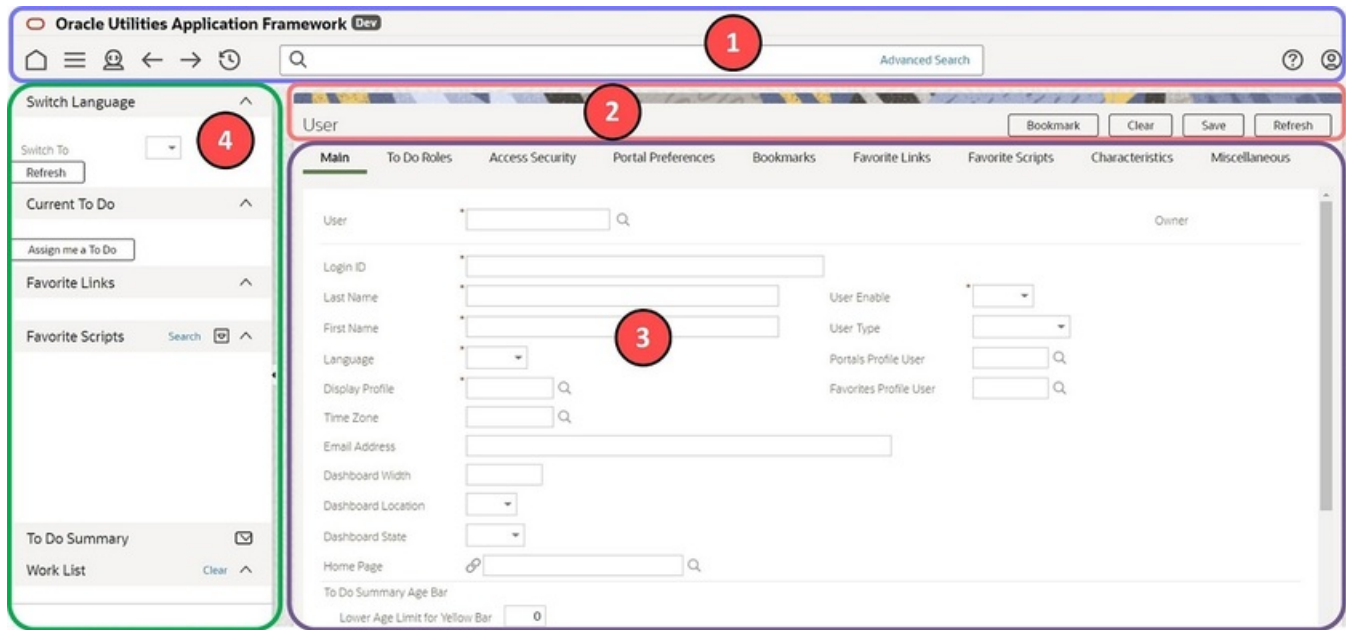 Oracle Utilities Application Framework Dev
Advanced Search
1
2
3
4
Switch Language
Switch To
Refresh
Current To Do
Assign me a To Do
Favorite Links
Favorite Scripts Search
To Do Summary
Work List Clear
User
Bookmark Clear Save Refresh
Main To Do Roles Access Security Portal Preferences Bookmarks Favorite Links Favorite Scripts Characteristics Miscellaneous
User * Owner
Login ID *
Last Name * User Enable *
First Name * User Type
Language * Portals Profile User
Display Profile * Favorites Profile User
Time Zone
Email Address
Dashboard Width
Dashboard Location
Dashboard State
Home Page
To Do Summary Age Bar
Lower Age Limit for Yellow Bar 0